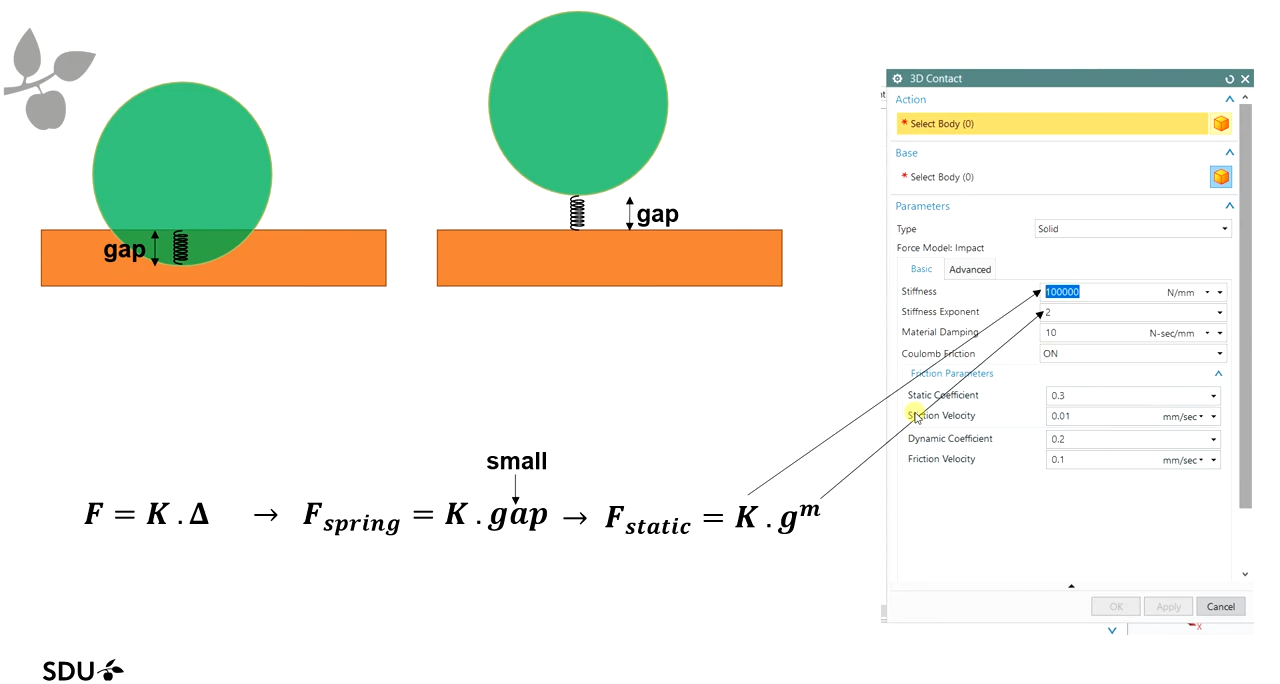 gap
gap
small
F = K . Δ → F_spring = K . gap → F_static = K . g^m
3D Contact
Action
* Select Body (0)
Base
* Select Body (0)
Parameters
Type Solid
Force Model: Impact
Basic Advanced
Stiffness 100000 N/mm
Stiffness Exponent 2
Material Damping 10 N-sec/mm
Coulomb Friction ON
Friction Parameters
Static Coefficient 0.3
Stiction Velocity 0.01 mm/sec
Dynamic Coefficient 0.2
Friction Velocity 0.1 mm/sec
OK Apply Cancel
X
SDU